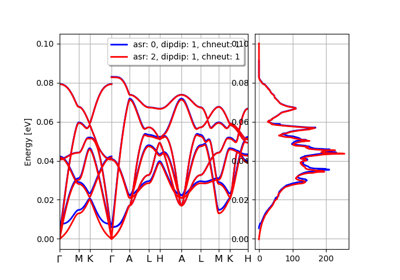 asr: 0, dipdip: 1, chneut: 1
asr: 2, dipdip: 1, chneut: 1
Energy [eV]
0.10
0.08
0.06
0.04
0.02
0.00
Γ M K Γ A L H A L M K H
0.10
0.08
0.06
0.04
0.02
0.00
0 100 200